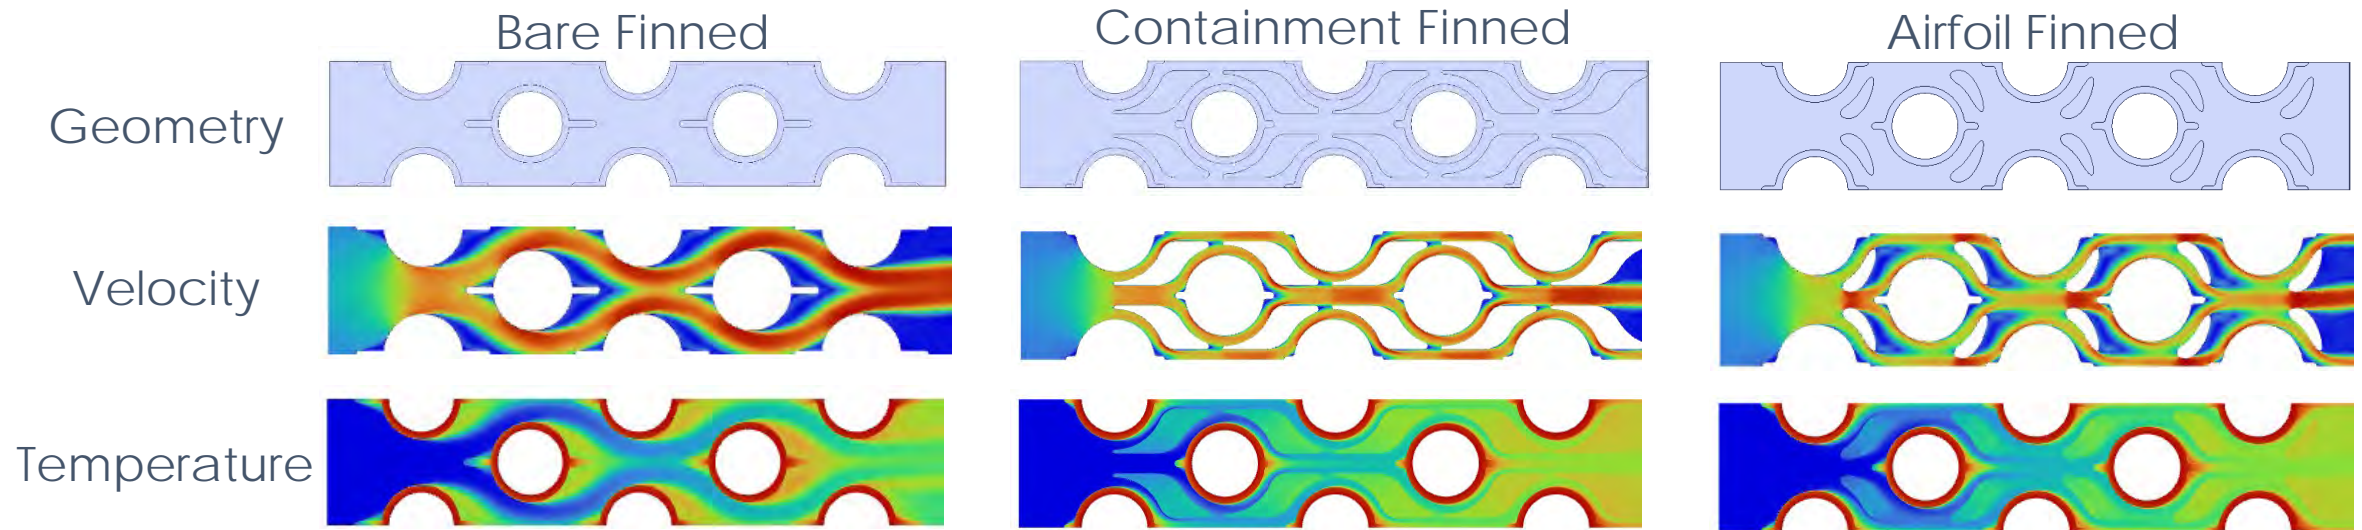 Bare Finned
Containment Finned
Airfoil Finned
Geometry
Velocity
Temperature